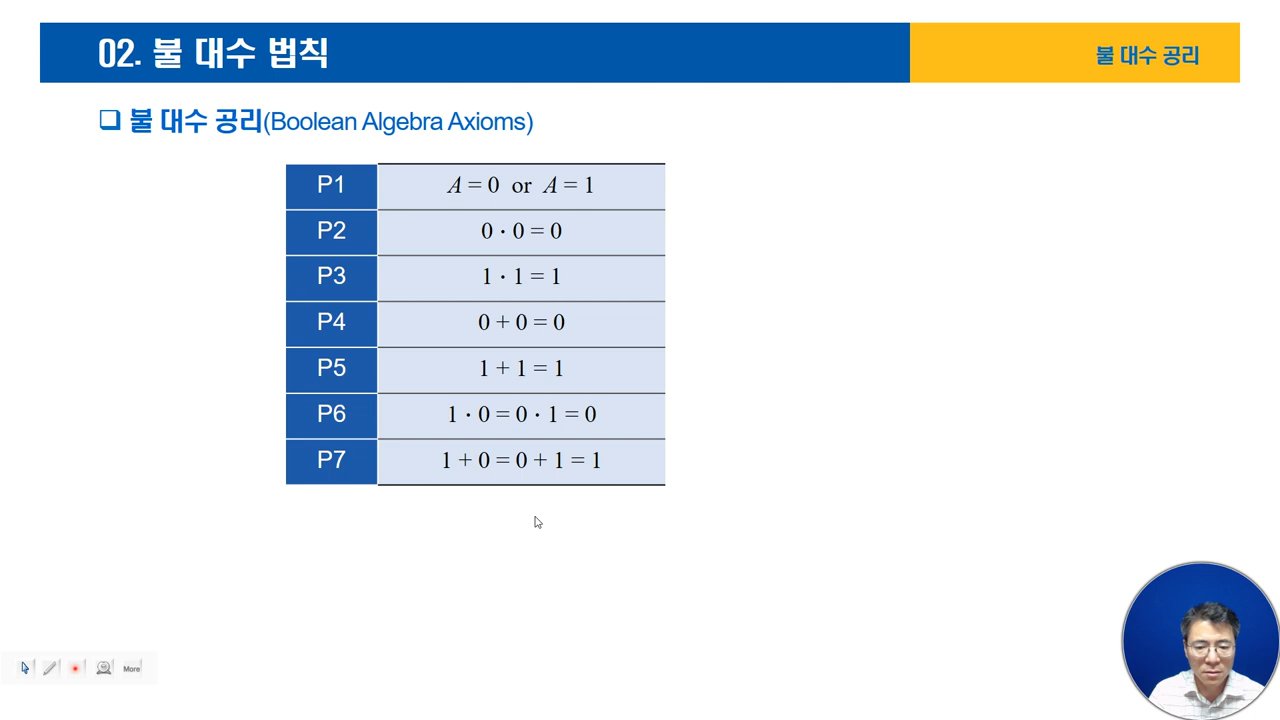 02. 불 대수 법칙
불 대수 공리
❑ 불 대수 공리(Boolean Algebra Axioms)
P1 A = 0 or A = 1
P2 0 · 0 = 0
P3 1 · 1 = 1
P4 0 + 0 = 0
P5 1 + 1 = 1
P6 1 · 0 = 0 · 1 = 0
P7 1 + 0 = 0 + 1 = 1
More